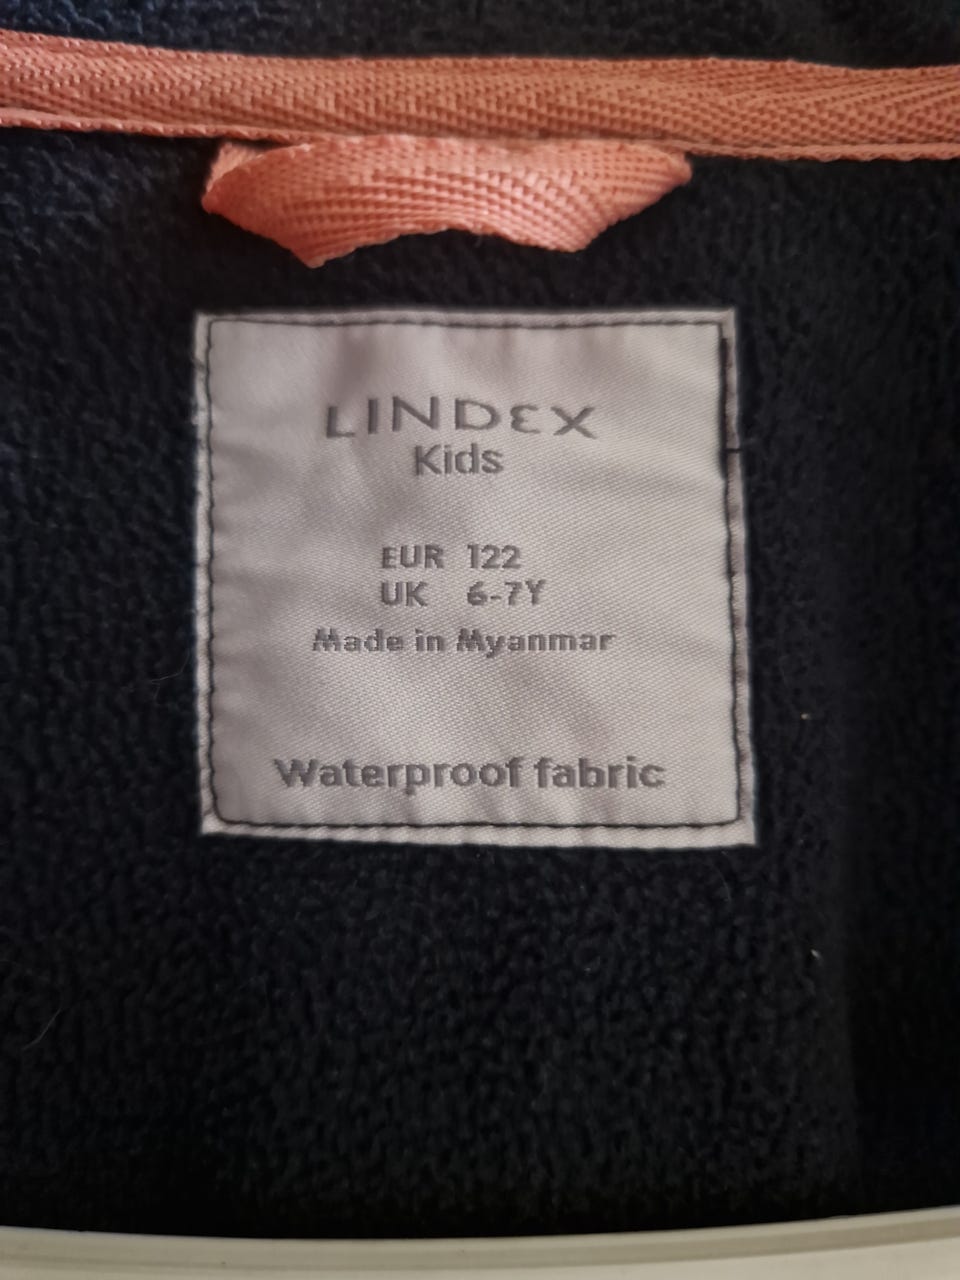 LINDEX
Kids
EUR 122
UK 6-7Y
Made in Myanmar
Waterproof fabric